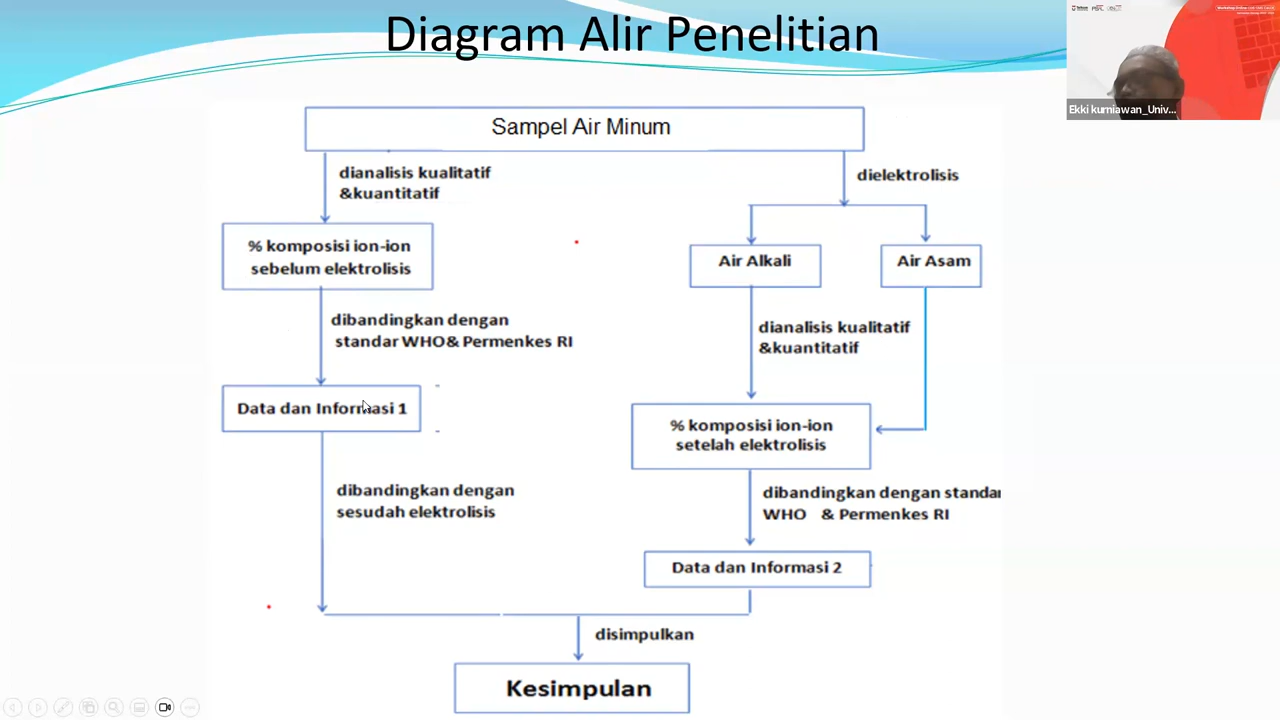 Diagram Alir Penelitian
Ekki kurniawan_Univ...
Sampel Air Minum
dianalisis kualitatif
&kuantitatif
dielektrolisis
% komposisi ion-ion
sebelum elektrolisis
Air Alkali
Air Asam
dibandingkan dengan
standar WHO& Permenkes RI
dianalisis kualitatif
&kuantitatif
Data dan Informasi 1
% komposisi ion-ion
setelah elektrolisis
dibandingkan dengan
sesudah elektrolisis
dibandingkan dengan standar
WHO & Permenkes RI
Data dan Informasi 2
disimpulkan
Kesimpulan